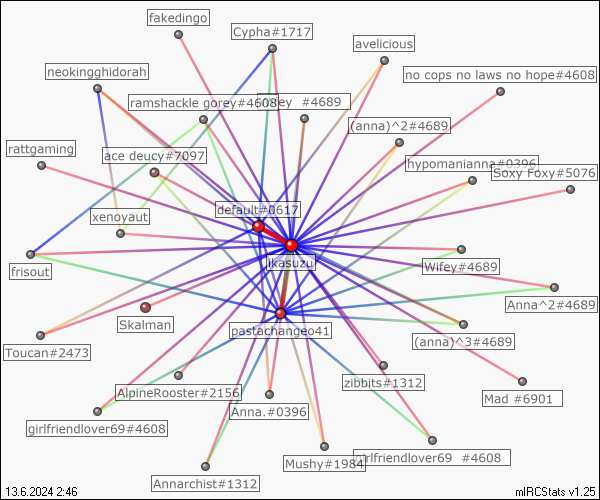 fakedingo
Cypha#1717
avelicious
neokingghidorah
no cops no laws no hope#4608
ramshackle gorey#4608
ley #4689
(anna)^2#4689
rattgaming
ace deucy#7097
hypomanianna#0396
Soxy Foxy#5076
default#0617
xenoyaut
ikasuzu
Wifey#4689
frisout
Anna^2#4689
Skalman
pastachangeo41
(anna)^3#4689
Toucan#2473
zibbits#1312
AlpineRooster#2156
Mad #6901
Anna.#0396
girlfriendlover69#4608
girlfriendlover69 #4608
Mushy#1984
Annarchist#1312
13.6.2024 2:46
mIRCStats v1.25